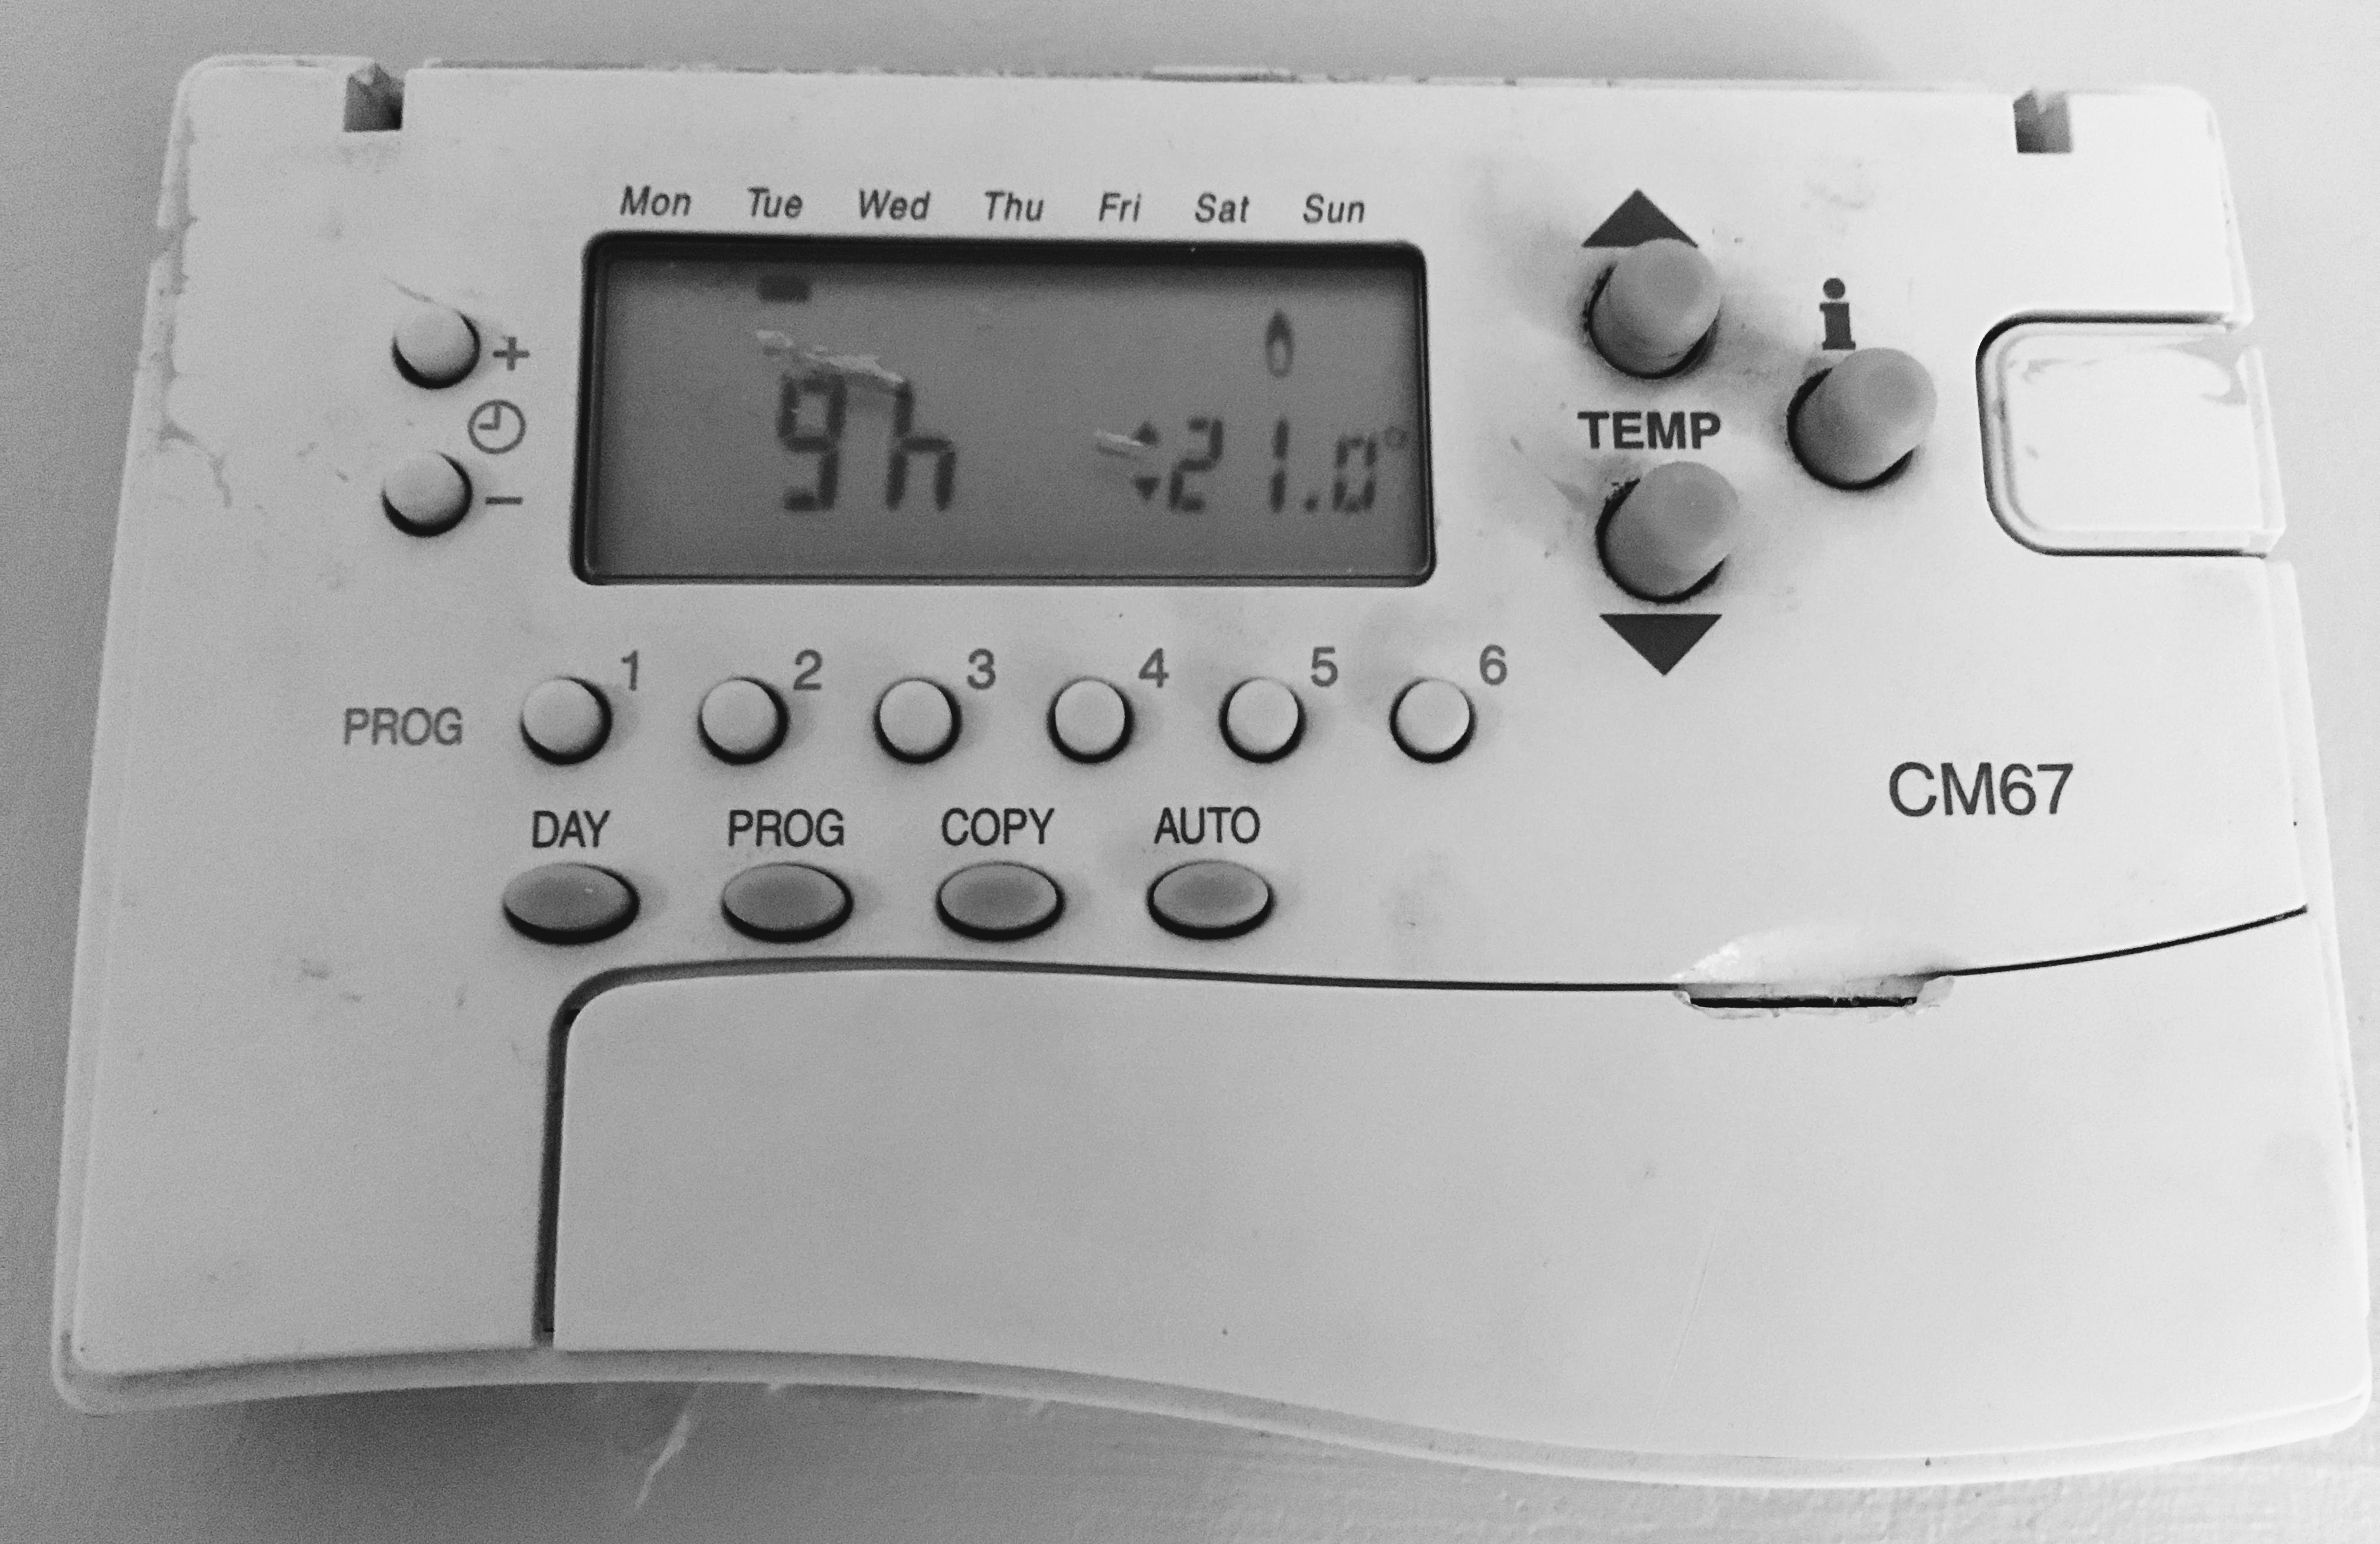 Mon Tue Wed Thu Fri Sat Sun
+
9h 21.0°
i
TEMP
−
1 2 3 4 5 6
PROG
CM67
DAY PROG COPY AUTO